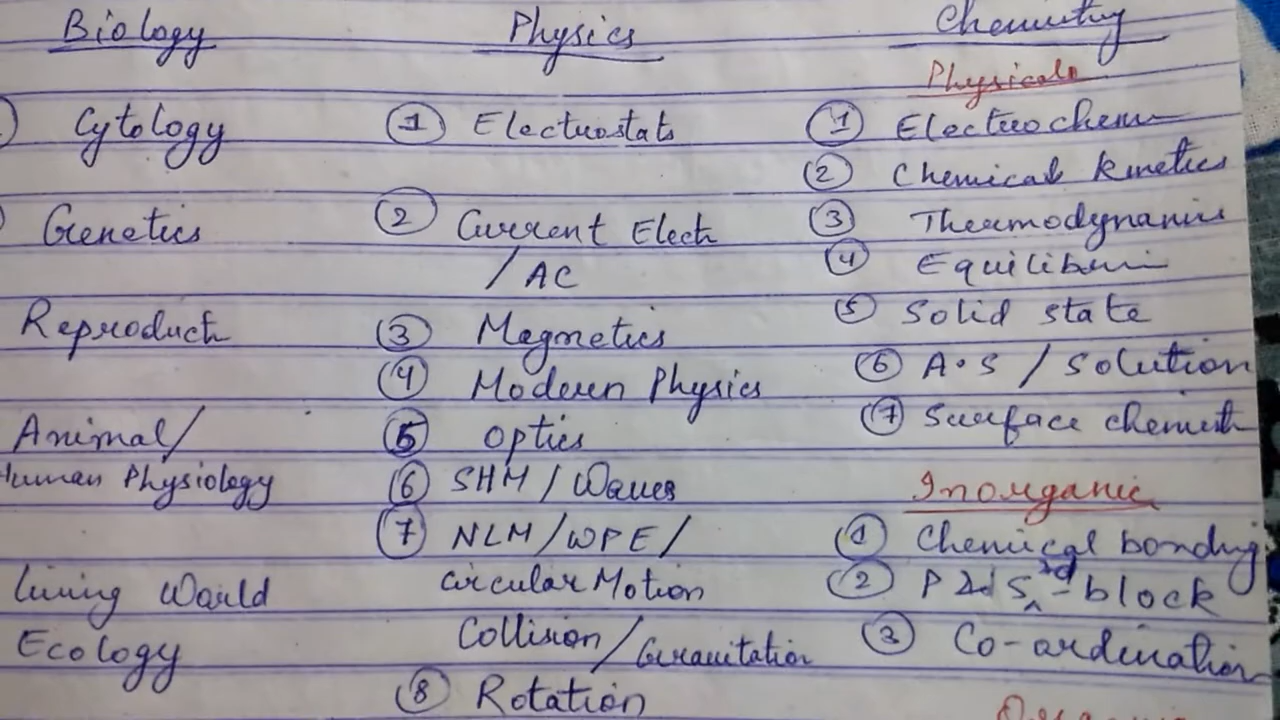 Biology
Cytology
Genetics
Reproduct
Animal/
Human Physiology
Living World
Ecology
Physics
① Electrostats
② Current Elect
/ AC
③ Magnetics
④ Modern Physics
⑤ Optics
⑥ SHM / Waves
⑦ NLM/WPE/
Circular Motion
Collision/Gravitation
⑧ Rotation
Chemistry
Physical
① Electrochem
② Chemical kinetics
③ Thermodynamics
④ Equilibri
⑤ Solid state
⑥ A.S / Solution
⑦ Surface chemist
Inorganic
① Chemical bonding
② block
③ Co-ordination
Organic